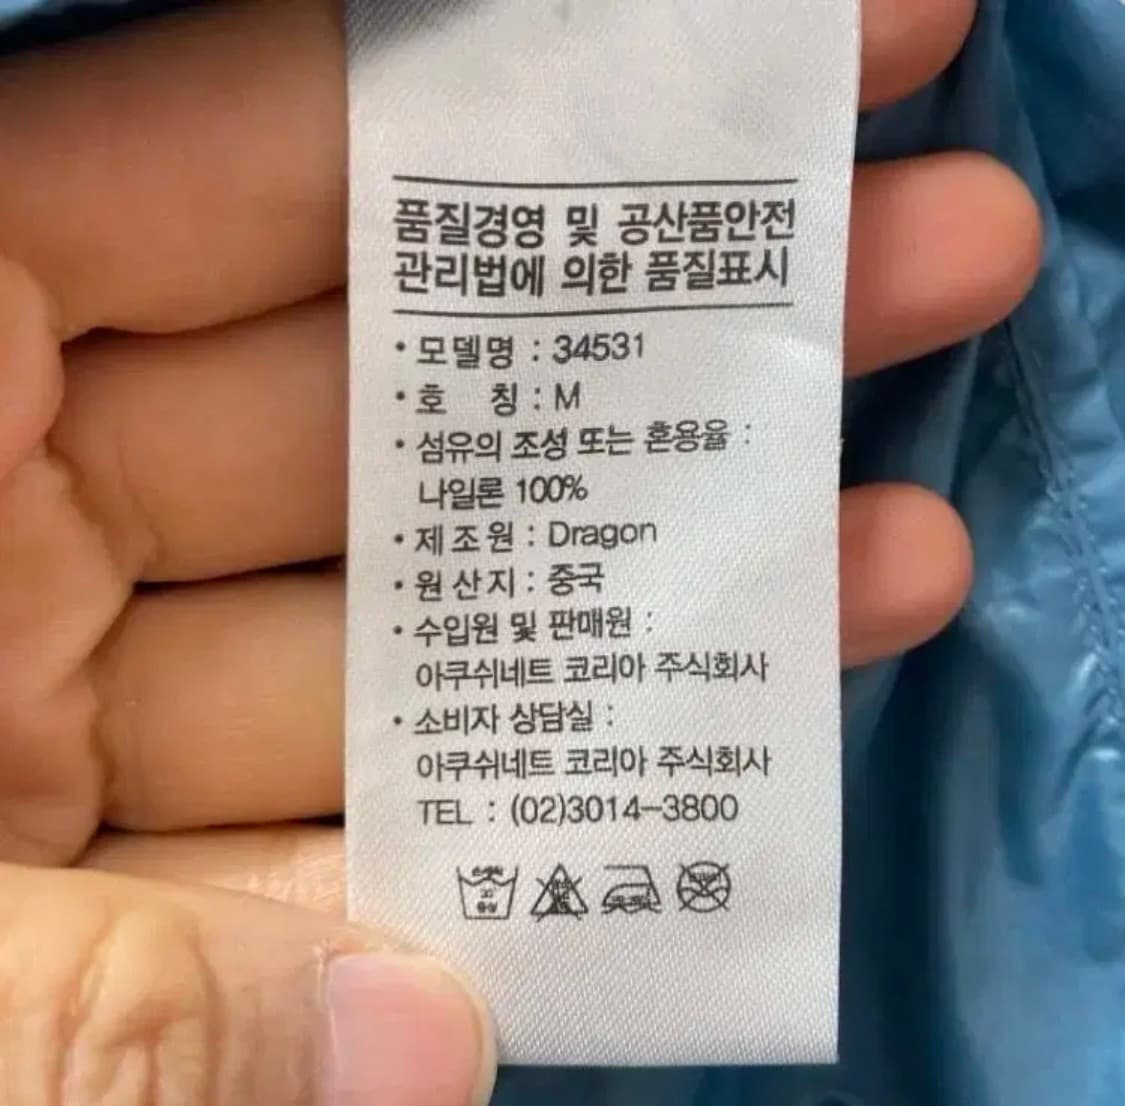 품질경영 및 공산품안전
관리법에 의한 품질표시
• 모델명 : 34531
• 호 칭 : M
• 섬유의 조성 또는 혼용율 :
나일론 100%
• 제조원 : Dragon
• 원산지 : 중국
• 수입원 및 판매원 :
아쿠쉬네트 코리아 주식회사
• 소비자 상담실 :
아쿠쉬네트 코리아 주식회사
TEL : (02)3014-3800